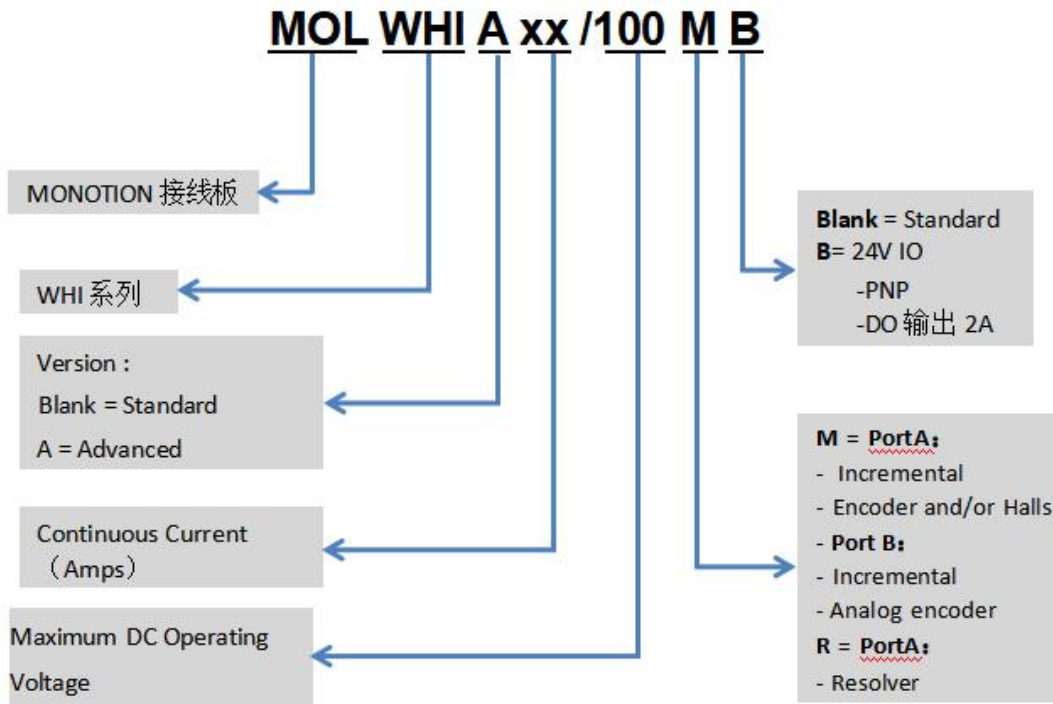 MOL WHI A xx /100 M B
MONOTION 接线板
WHI 系列
Version :
Blank = Standard
A = Advanced
Continuous Current
（Amps）
Maximum DC Operating
Voltage
Blank = Standard
B= 24V IO
-PNP
-DO 输出 2A
M = PortA：
- Incremental
- Encoder and/or Halls
- Port B：
- Incremental
- Analog encoder
R = PortA：
- Resolver